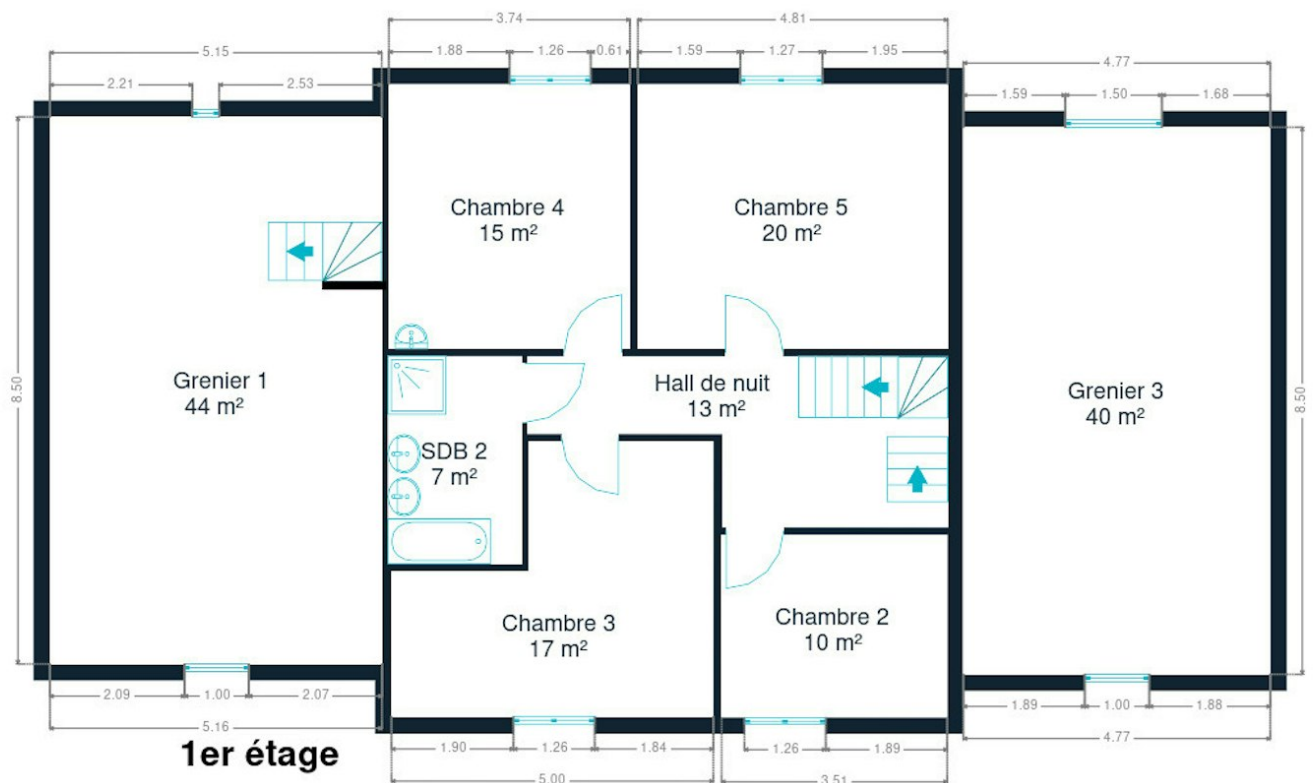 3.74
4.81
1.88
1.26
0.61
1.59
1.27
1.95
5.15
2.21
2.53
4.77
1.59
1.50
1.68
Chambre 4
15 m²
Chambre 5
20 m²
Grenier 1
44 m²
Hall de nuit
13 m²
Grenier 3
40 m²
8.50
8.50
SDB 2
7 m²
Chambre 3
17 m²
Chambre 2
10 m²
2.09
1.00
2.07
5.16
1.89
1.00
1.88
4.77
1er étage
1.90
1.26
1.84
1.26
1.89
5.00
3.51